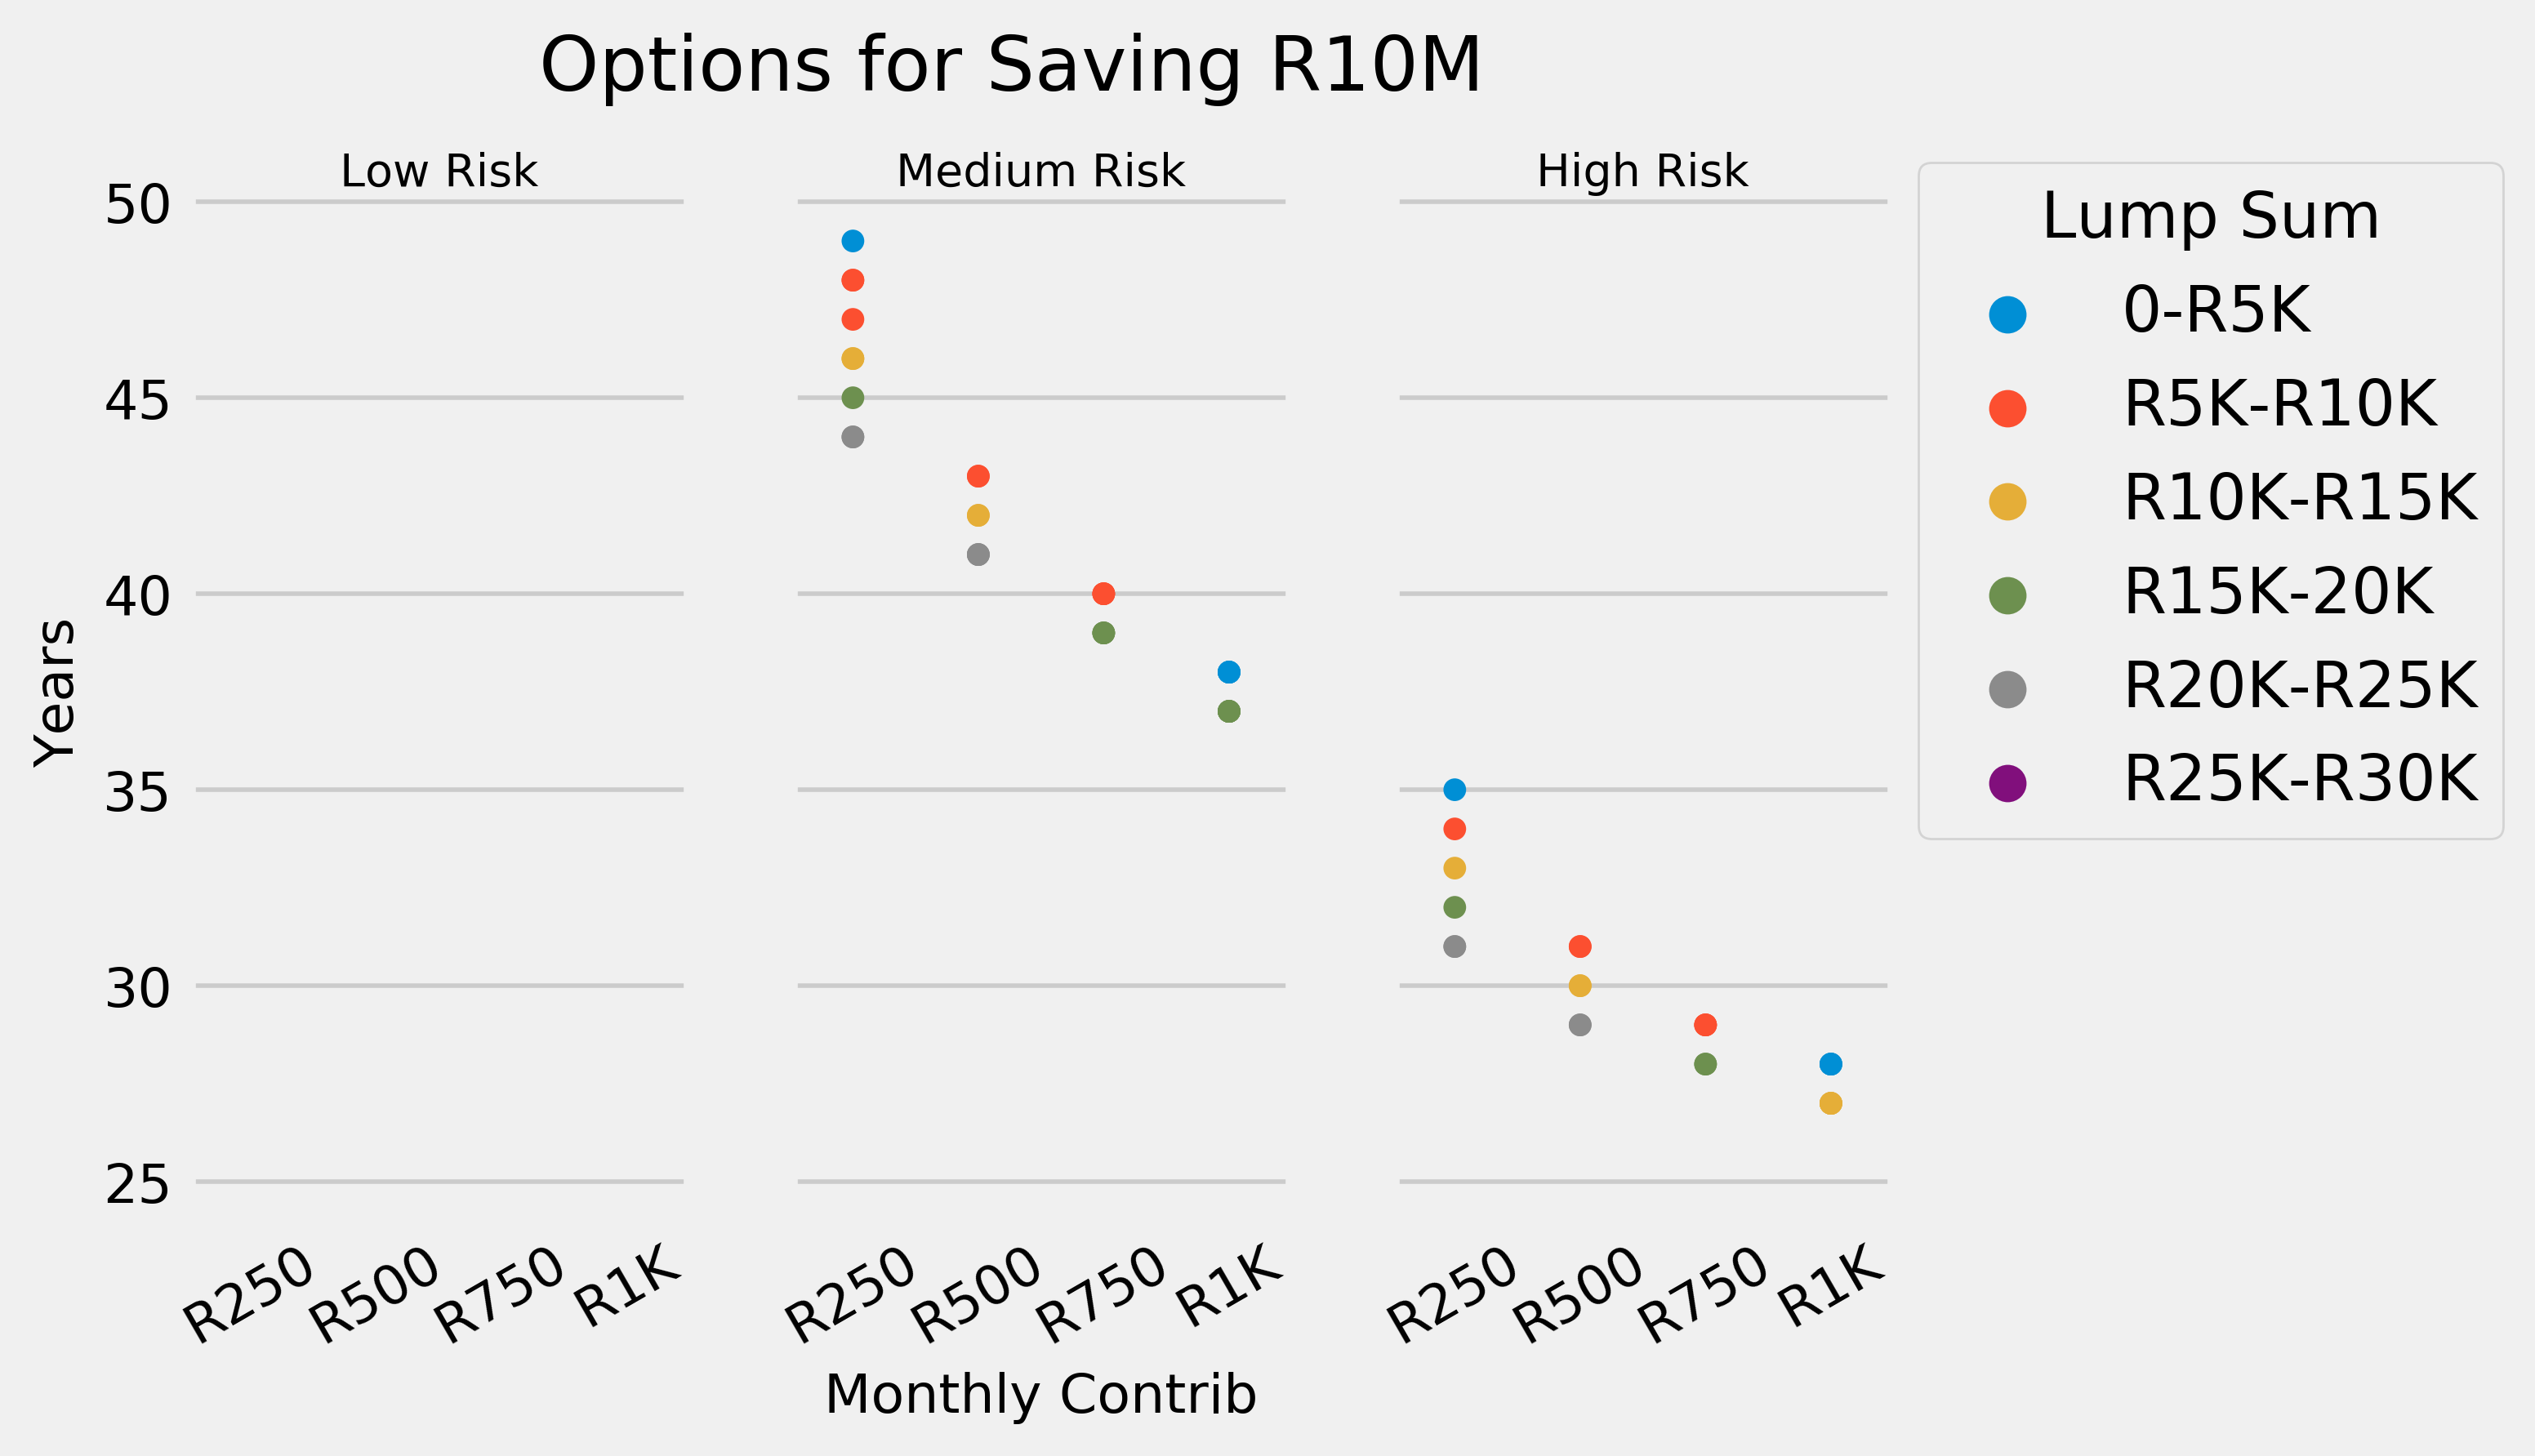 Options for Saving R10M
Low Risk
Medium Risk
High Risk
Years
50
45
40
35
30
25
R250 R500 R750 R1K
R250 R500 R750 R1K
R250 R500 R750 R1K
Monthly Contrib
Lump Sum
0-R5K
R5K-R10K
R10K-R15K
R15K-20K
R20K-R25K
R25K-R30K